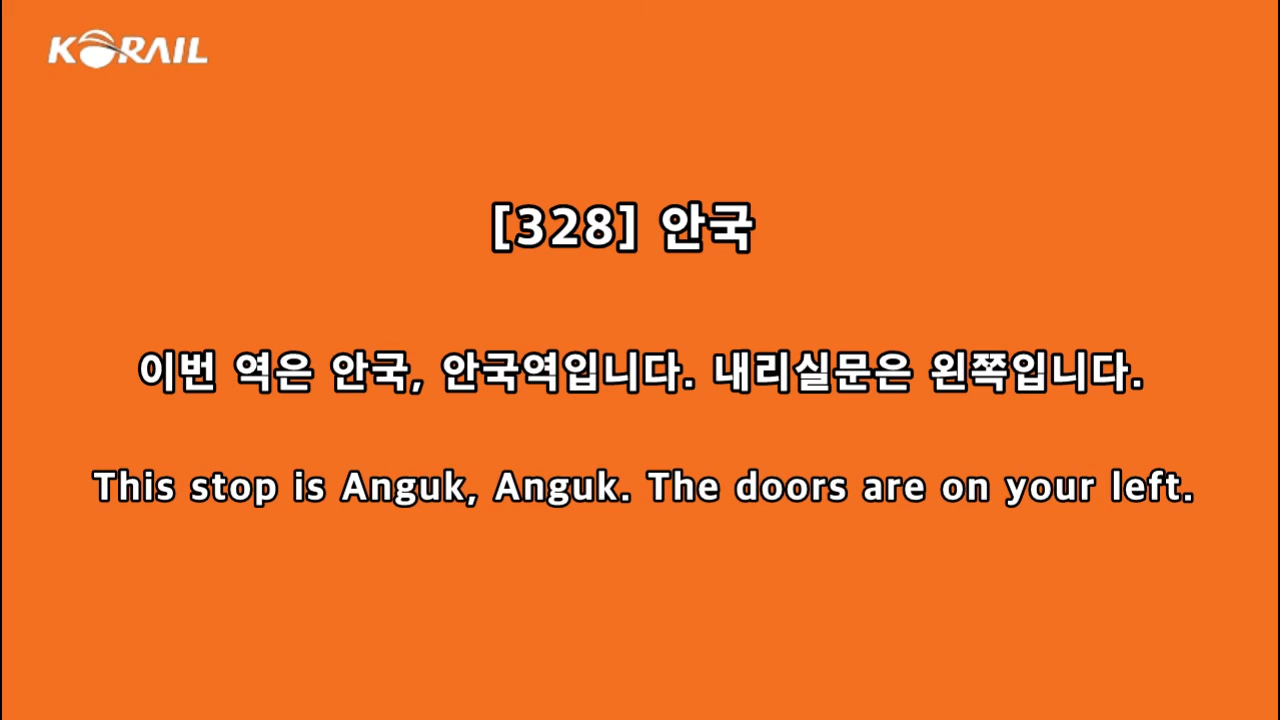 KORAIL
[328] 안국
이번 역은 안국, 안국역입니다. 내리실문은 왼쪽입니다.
This stop is Anguk, Anguk. The doors are on your left.